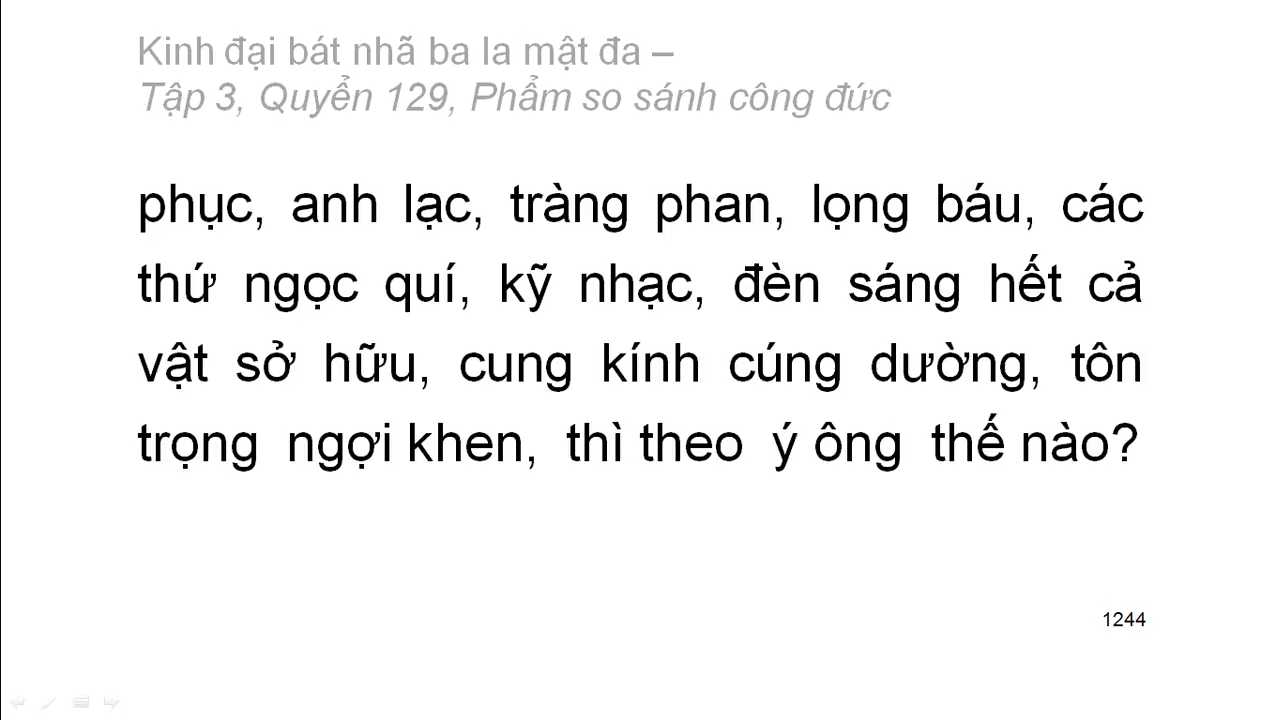 Kinh đại bát nhã ba la mật đa –
Tập 3, Quyển 129, Phẩm so sánh công đức
phục, anh lạc, tràng phan, lọng báu, các
thứ ngọc quí, kỹ nhạc, đèn sáng hết cả
vật sở hữu, cung kính cúng dường, tôn
trọng ngợi khen, thì theo ý ông thế nào?
1244